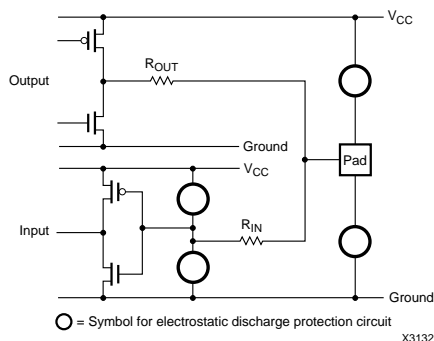 VCC
Output
ROUT
Ground
VCC
Pad
Input
RIN
Ground
= Symbol for electrostatic discharge protection circuit
X3132